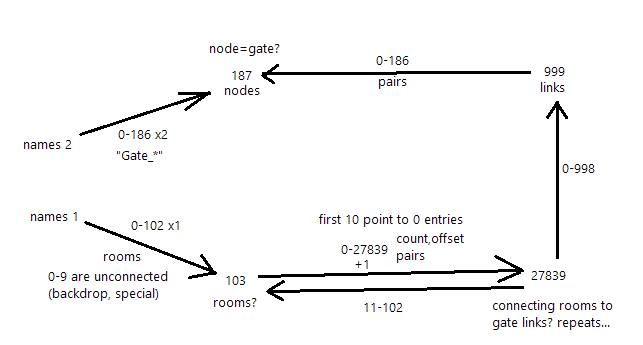 node=gate?
187
nodes
0-186
pairs
999
links
names 2
0-186 x2
"Gate_*"
0-998
names 1
0-102 x1
rooms
0-9 are unconnected
(backdrop, special)
103
rooms?
first 10 point to 0 entries
0-27839
+1
count,offset
pairs
11-102
27839
connecting rooms to
gate links? repeats...